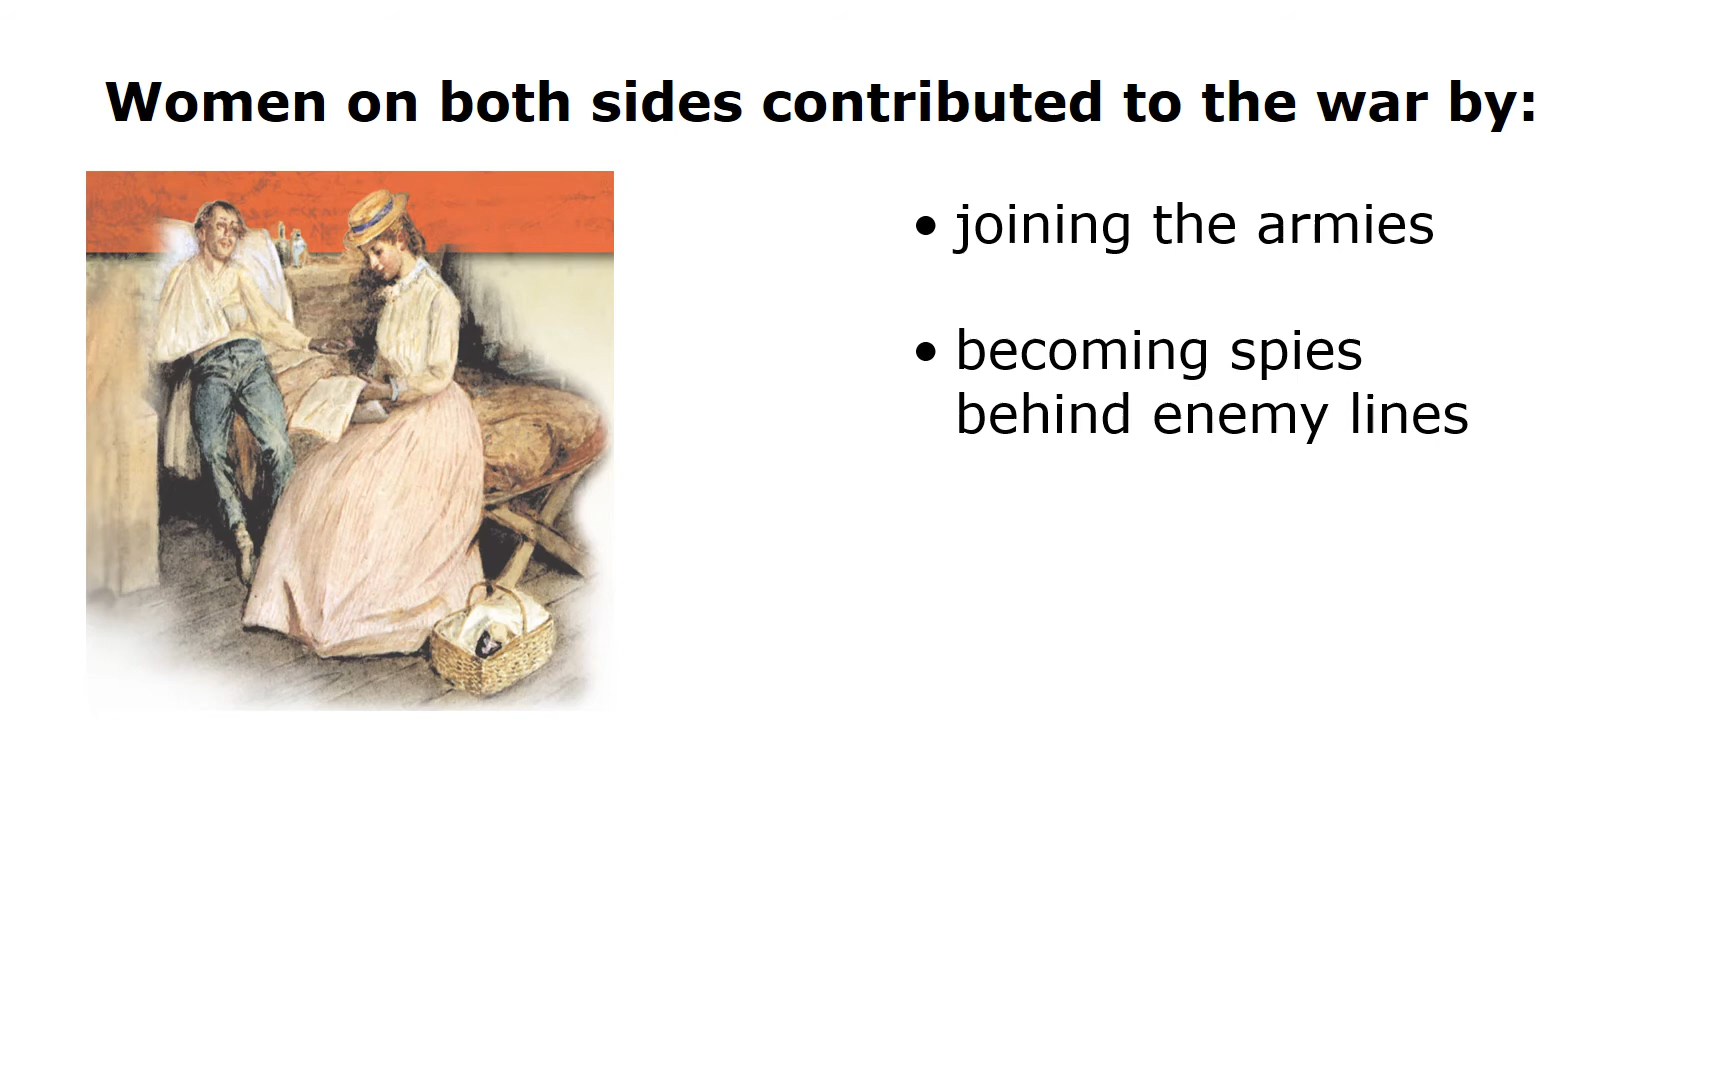 Women on both sides contributed to the war by:
• joining the armies
• becoming spies
behind enemy lines